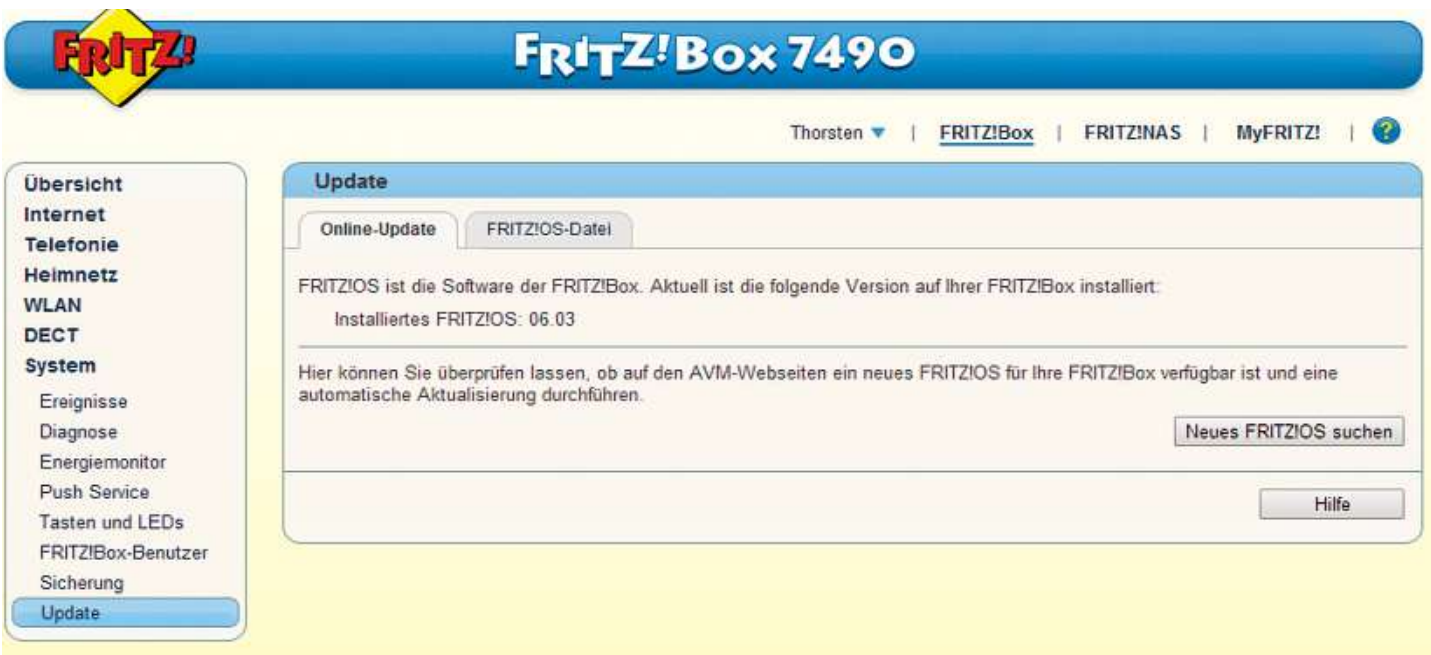 FRITZ!
FRITZ!Box 7490
Thorsten | FRITZ!Box | FRITZ!NAS | MyFRITZ! | ?
Übersicht
Internet
Telefonie
Heimnetz
WLAN
DECT
System
Ereignisse
Diagnose
Energiemonitor
Push Service
Tasten und LEDs
FRITZ!Box-Benutzer
Sicherung
Update
Update
Online-Update FRITZ!OS-Datei
FRITZ!OS ist die Software der FRITZ!Box. Aktuell ist die folgende Version auf Ihrer FRITZ!Box installiert:
Installiertes FRITZ!OS: 06.03
Hier können Sie überprüfen lassen, ob auf den AVM-Webseiten ein neues FRITZ!OS für Ihre FRITZ!Box verfügbar ist und eine
automatische Aktualisierung durchführen.
Neues FRITZ!OS suchen
Hilfe